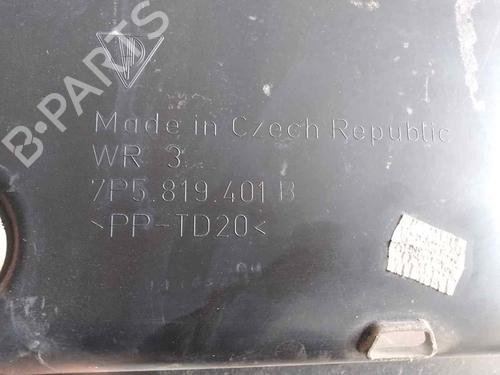 B-PARTS
Made in Czech Republic
WR 3
7P5.819.401 B
>PP-TD20<